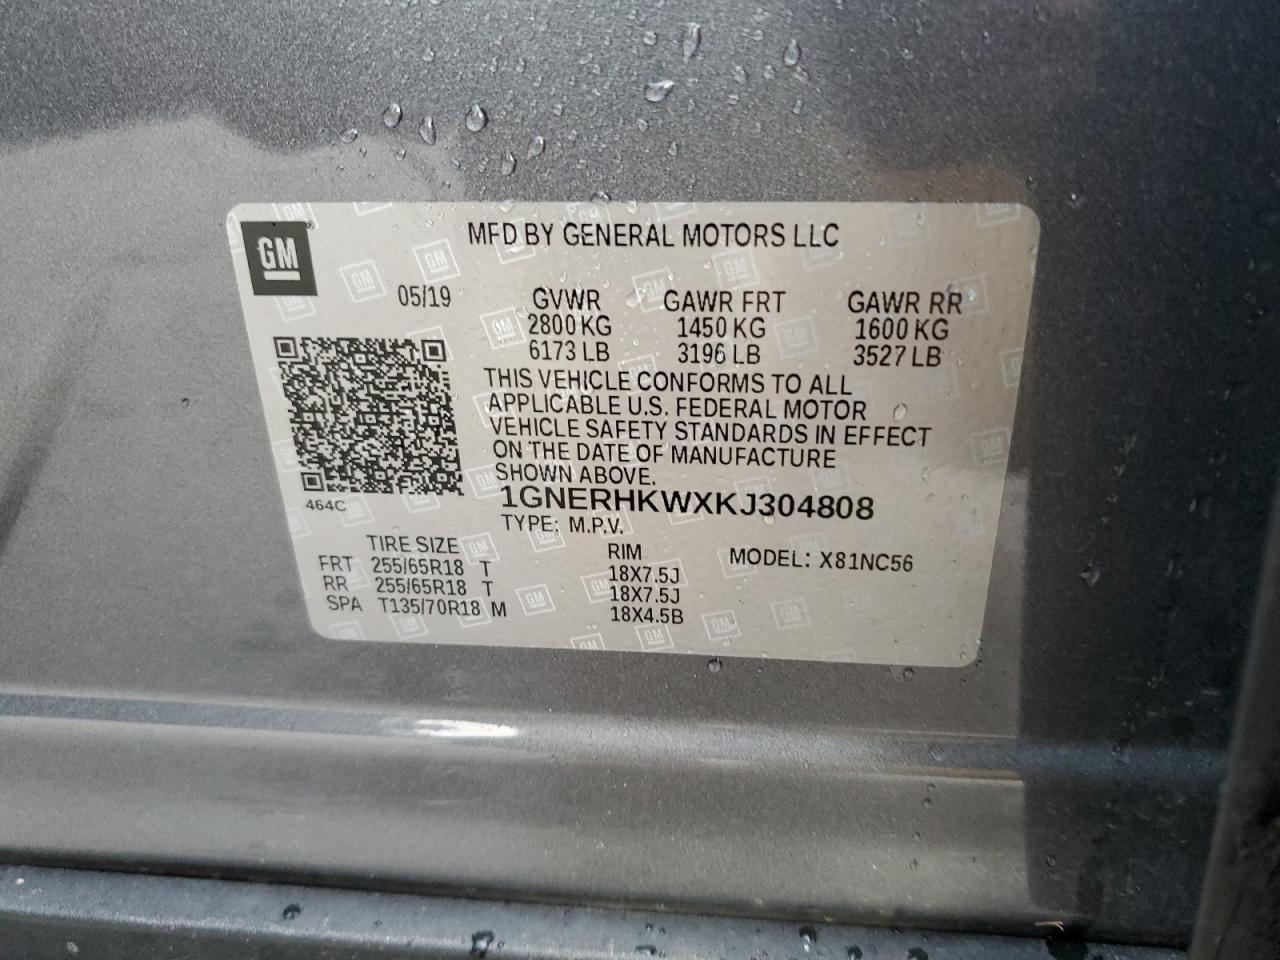 GM
MFD BY GENERAL MOTORS LLC
05/19
GVWR GAWR FRT GAWR RR
2800 KG 1450 KG 1600 KG
6173 LB 3196 LB 3527 LB
THIS VEHICLE CONFORMS TO ALL
APPLICABLE U.S. FEDERAL MOTOR
VEHICLE SAFETY STANDARDS IN EFFECT
ON THE DATE OF MANUFACTURE
SHOWN ABOVE.
464C
1GNERHKWXKJ304808
TYPE: M.P.V.
TIRE SIZE RIM MODEL: X81NC56
FRT 255/65R18 T 18X7.5J
RR 255/65R18 T 18X7.5J
SPA T135/70R18 M 18X4.5B